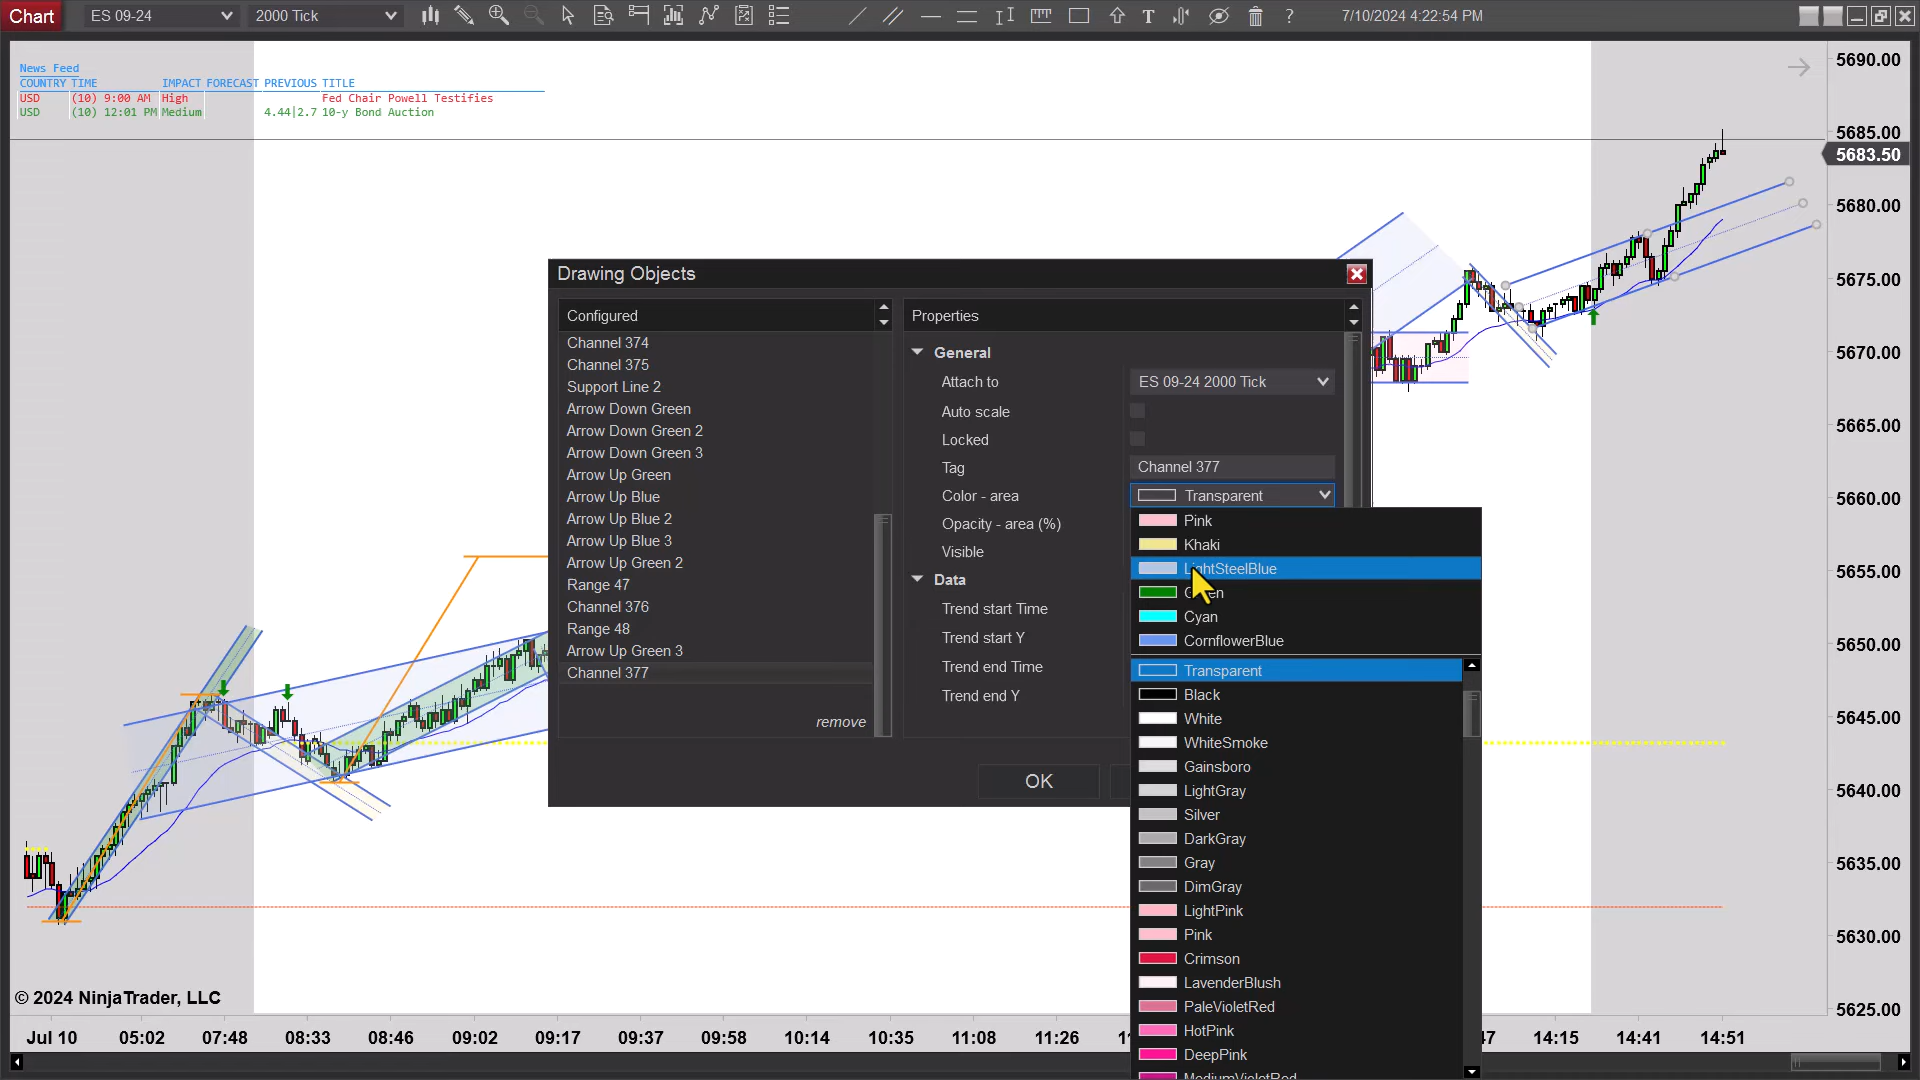 Chart
ES 09-24
2000 Tick
T
?
7/10/2024 4:22:54 PM
News Feed
COUNTRY TIME IMPACT FORECAST PREVIOUS TITLE
USD (10) 9:00 AM High Fed Chair Powell Testifies
USD (10) 12:01 PM Medium 4.44|2.7 10-y Bond Auction
5690.00
5685.00
5683.50
5680.00
5675.00
5670.00
5665.00
5660.00
5655.00
5650.00
5645.00
5640.00
5635.00
5630.00
5625.00
Drawing Objects
Configured
Channel 374
Channel 375
Support Line 2
Arrow Down Green
Arrow Down Green 2
Arrow Down Green 3
Arrow Up Green
Arrow Up Blue
Arrow Up Blue 2
Arrow Up Blue 3
Arrow Up Green 2
Range 47
Channel 376
Range 48
Arrow Up Green 3
Channel 377
remove
Properties
General
Attach to ES 09-24 2000 Tick
Auto scale
Locked
Tag Channel 377
Color - area Transparent
Opacity - area (%)
Visible
Data
Trend start Time
Trend start Y
Trend end Time
Trend end Y
OK
Pink
Khaki
LightSteelBlue
Green
Cyan
CornflowerBlue
Transparent
Black
White
WhiteSmoke
Gainsboro
LightGray
Silver
DarkGray
Gray
DimGray
LightPink
Pink
Crimson
LavenderBlush
PaleVioletRed
HotPink
DeepPink
MediumVioletRed
© 2024 NinjaTrader, LLC
Jul 10 05:02 07:48 08:33 08:46 09:02 09:17 09:37 09:58 10:14 10:35 11:08 11:26 14:15 14:41 14:51